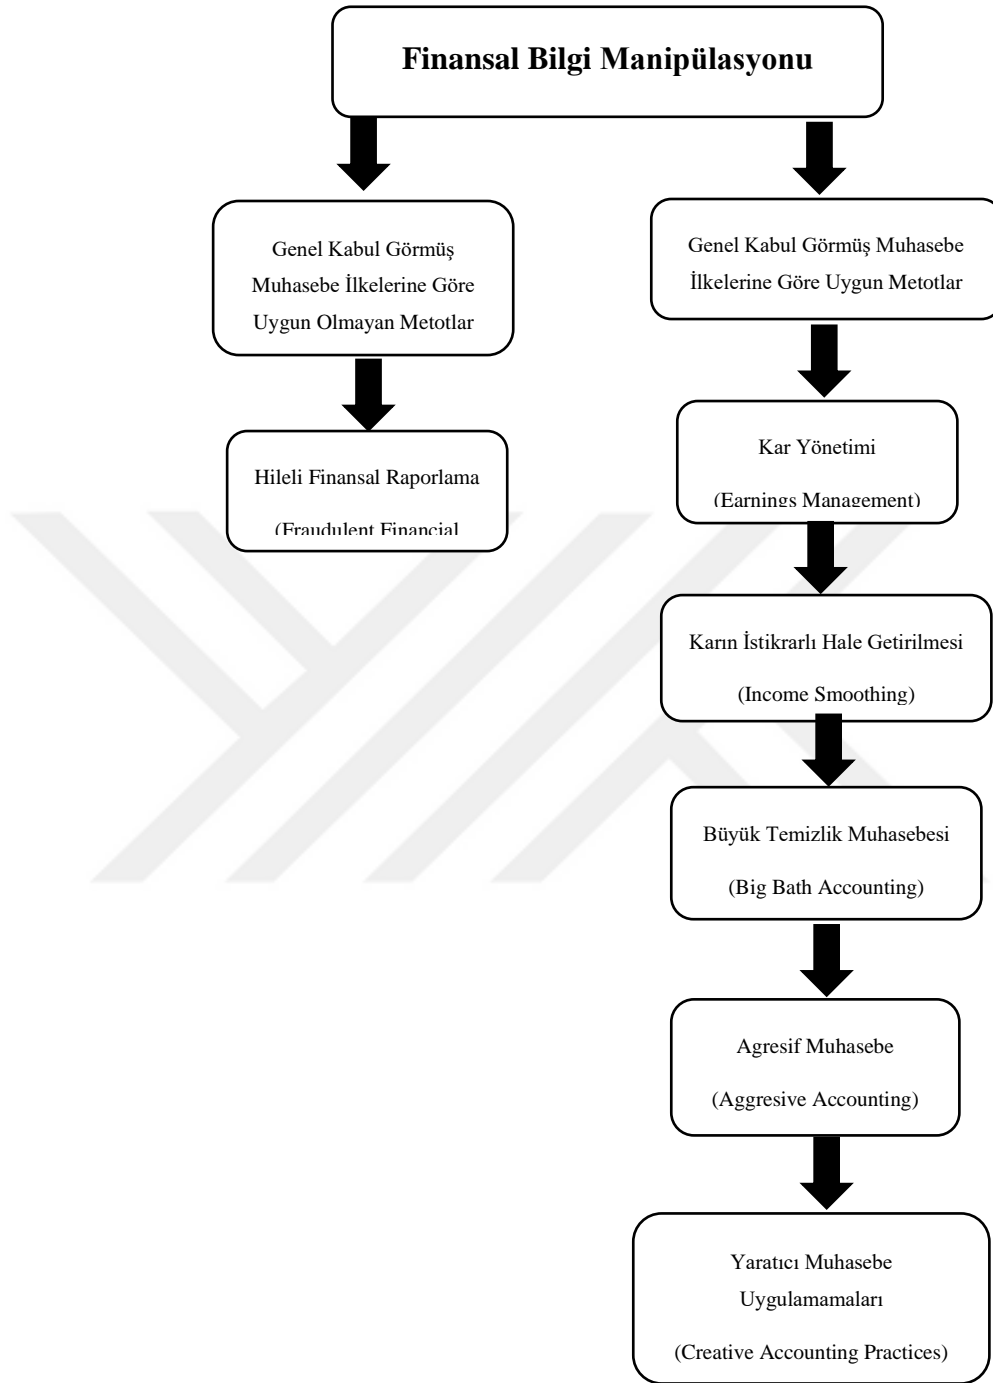 Finansal Bilgi Manipülasyonu
Genel Kabul Görmüş
Muhasebe İlkelerine Göre
Uygun Olmayan Metotlar
Hileli Finansal Raporlama
(Fraudulent Financial
Genel Kabul Görmüş Muhasebe
İlkelerine Göre Uygun Metotlar
Kar Yönetimi
(Earnings Management)
Karın İstikrarlı Hale Getirilmesi
(Income Smoothing)
Büyük Temizlik Muhasebesi
(Big Bath Accounting)
Agresif Muhasebe
(Aggresive Accounting)
Yaratıcı Muhasebe
Uygulamamaları
(Creative Accounting Practices)